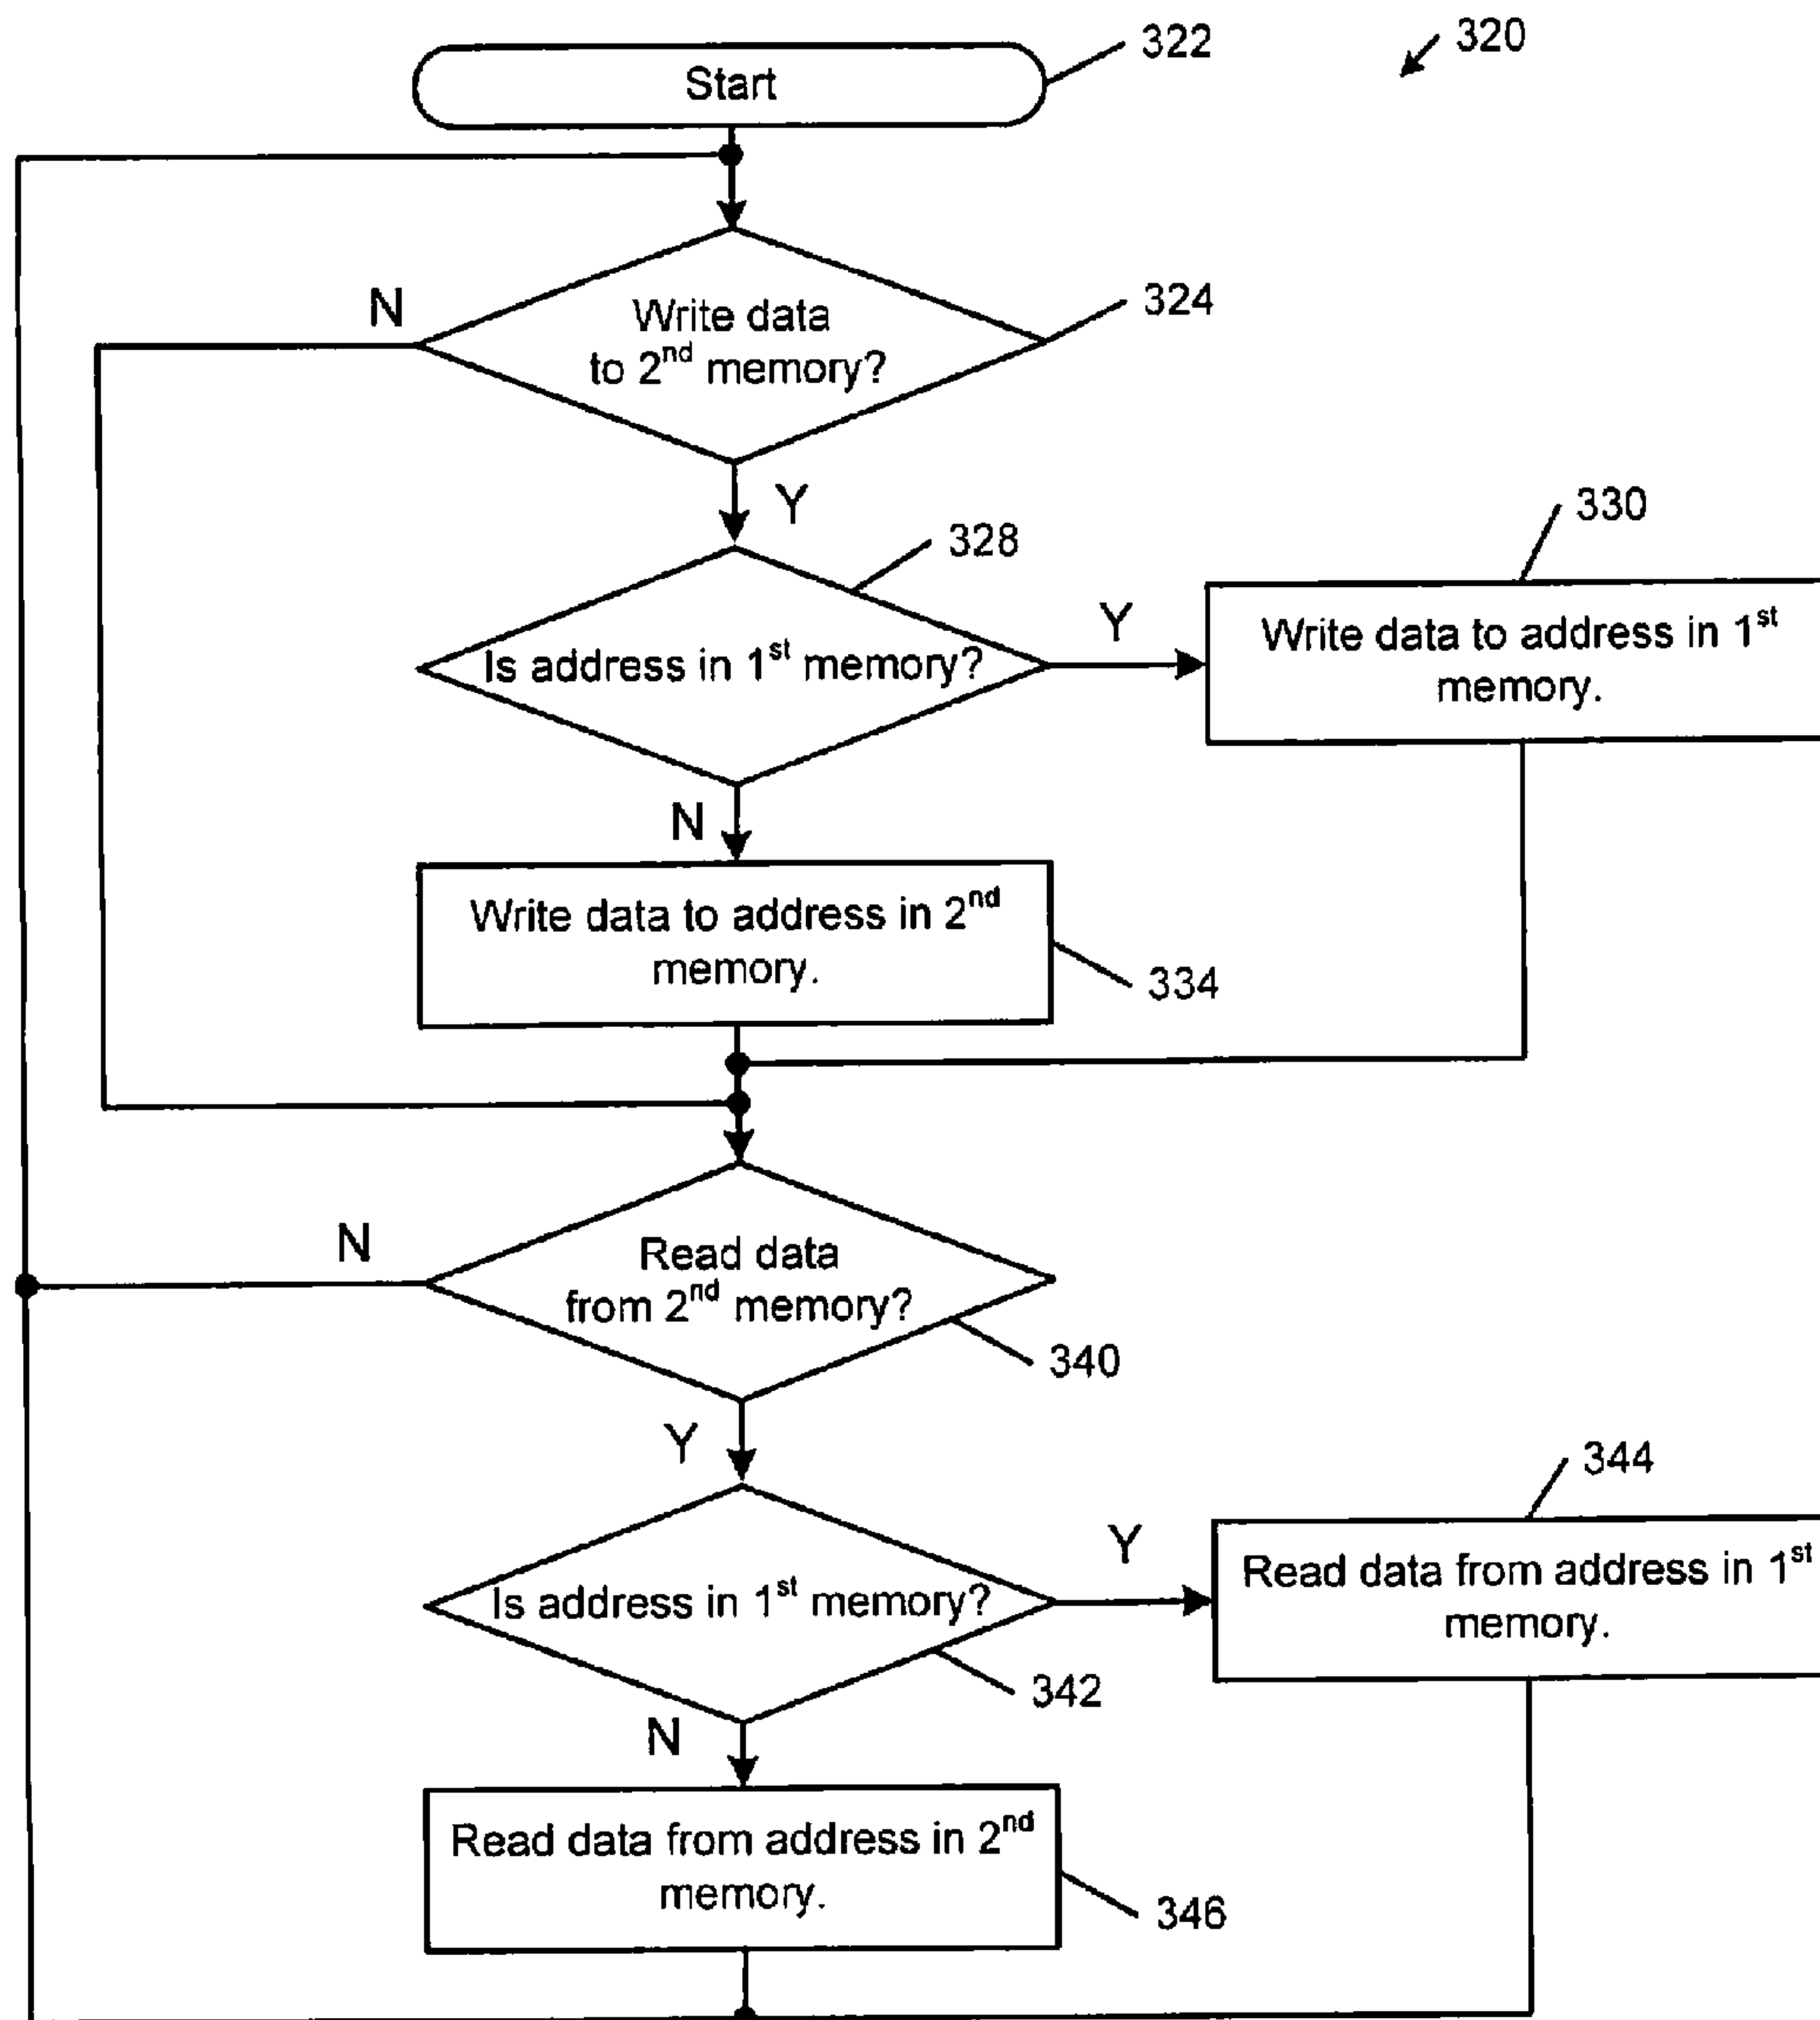 320
Start
322
N
Write data
to 2nd memory?
324
Y
328
Is address in 1st memory?
Y
330
Write data to address in 1st
memory.
N
Write data to address in 2nd
memory.
334
N
Read data
from 2nd memory?
340
Y
344
Is address in 1st memory?
Y
Read data from address in 1st
memory.
342
N
Read data from address in 2nd
memory.
346